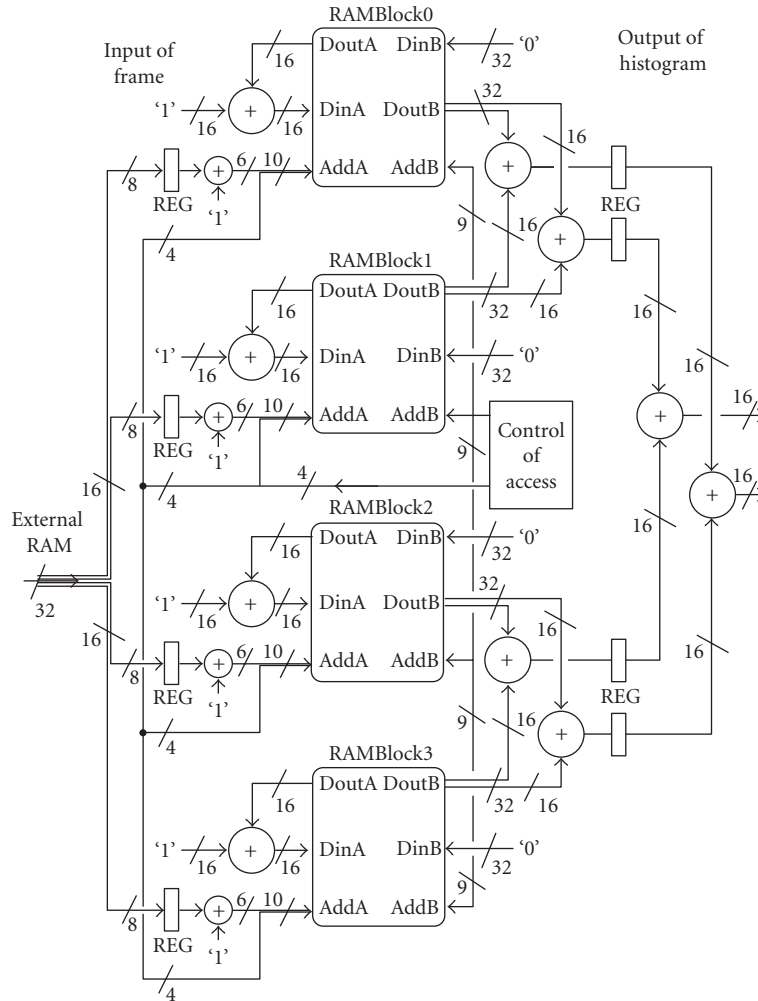 RAMBlock0
Input of
frame
Output of
histogram
DoutA DinB
16
32
‘0’
‘1’
16
+
16
DinA DoutB
32
16
8
REG
+
‘1’
6
10
AddA AddB
+
REG
4
9
16
+
RAMBlock1
DoutA DoutB
16
32
16
16
‘1’
16
+
16
DinA DinB
32
‘0’
16
8
REG
+
‘1’
6
10
AddA AddB
9
Control
of
access
+
16
16
4
4
16
+
16
External
RAM
32
RAMBlock2
DoutA DinB
16
32
‘0’
16
‘1’
16
+
16
DinA DoutB
32
16
16
8
REG
+
‘1’
6
10
AddA AddB
+
REG
16
4
9
16
+
RAMBlock3
DoutA DoutB
16
32
16
‘1’
16
+
16
DinA DinB
32
‘0’
8
REG
+
‘1’
6
10
AddA AddB
9
4